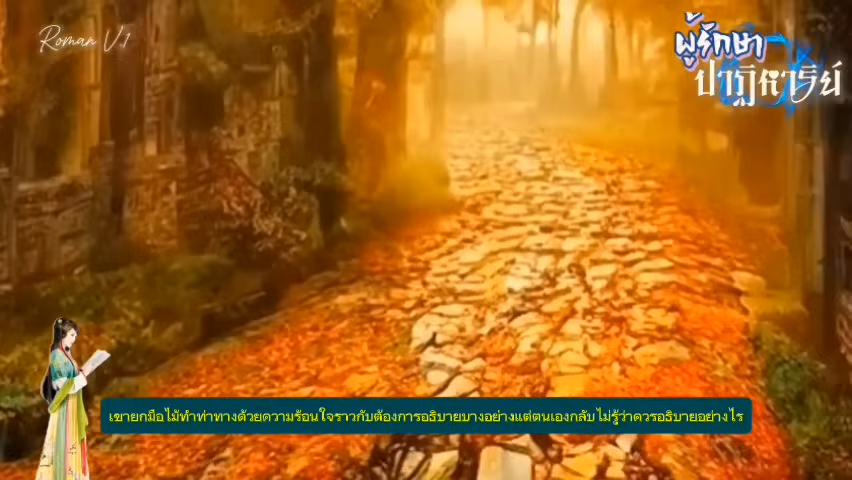 Roman V.1
ผู้รักษา
ปาฏิหาริย์
เขายกมือไม้ทำท่าทางด้วยความร้อนใจราวกับต้องการอธิบายบางอย่างแต่ตนเองกลับไม่รู้ว่าควรอธิบายอย่างไร